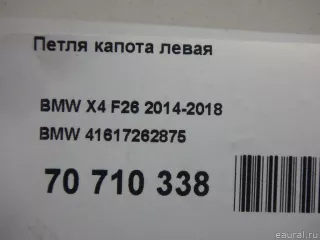 Петля капота левая
BMW X4 F26 2014-2018
BMW 41617262875
70 710 338
eaural.ru